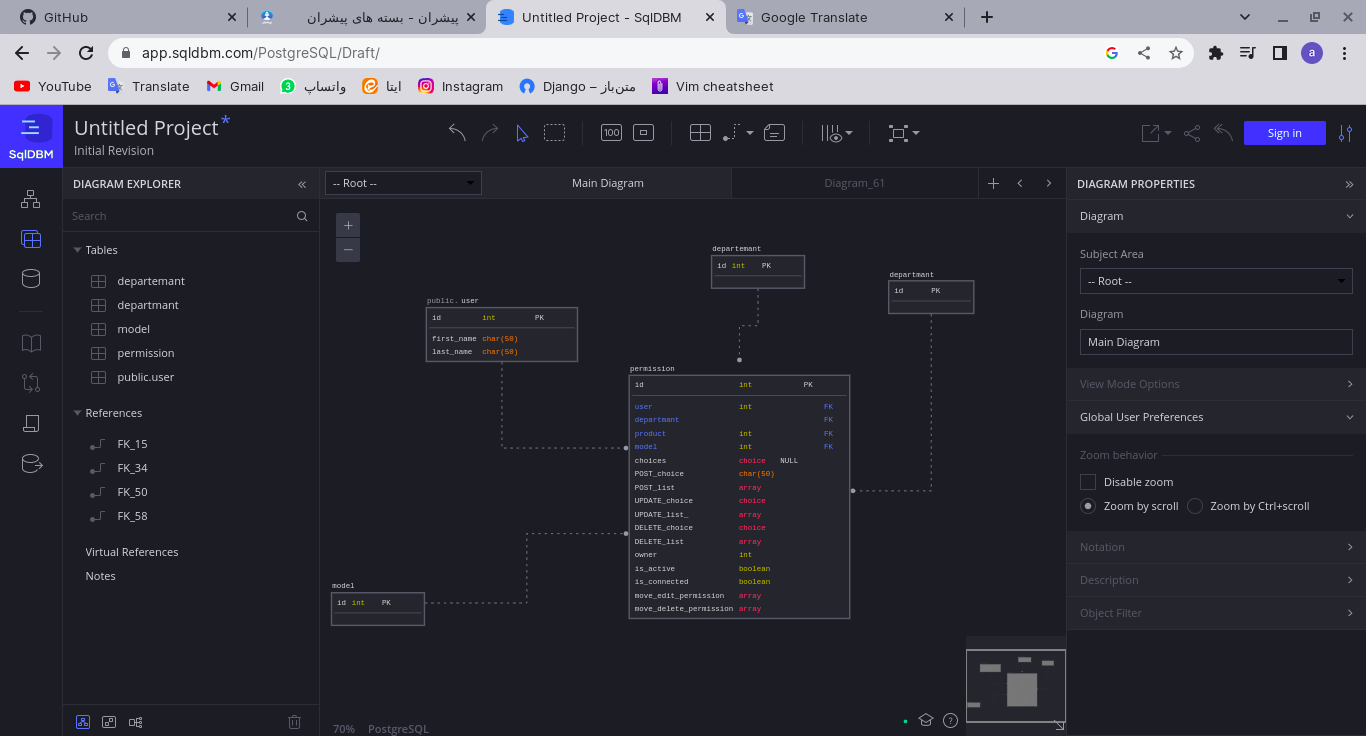 GitHub
پیشران - بسته های پیشران
Untitled Project - SqlDBM
Google Translate
app.sqldbm.com/PostgreSQL/Draft/
a
YouTube
Translate
Gmail
3 واتساپ
ایتا
Instagram
Django – متن‌باز
Vim cheatsheet
SqlDBM
Untitled Project*
Initial Revision
100
Sign in
DIAGRAM EXPLORER
Search
Tables
departemant
departmant
model
permission
public.user
References
FK_15
FK_34
FK_50
FK_58
Virtual References
Notes
-- Root --
Main Diagram
Diagram_61
+
−
departemant
id int PK
departmant
id PK
public. user
id int PK
first_name char(50)
last_name char(50)
permission
id int PK
user int FK
departmant FK
product int FK
model int FK
choices choice NULL
POST_choice char(50)
POST_list array
UPDATE_choice choice
UPDATE_list_ array
DELETE_choice choice
DELETE_list array
owner int
is_active boolean
is_connected boolean
move_edit_permission array
move_delete_permission array
model
id int PK
70% PostgreSQL
DIAGRAM PROPERTIES
Diagram
Subject Area
-- Root --
Diagram
Main Diagram
View Mode Options
Global User Preferences
Zoom behavior
Disable zoom
Zoom by scroll
Zoom by Ctrl+scroll
Notation
Description
Object Filter